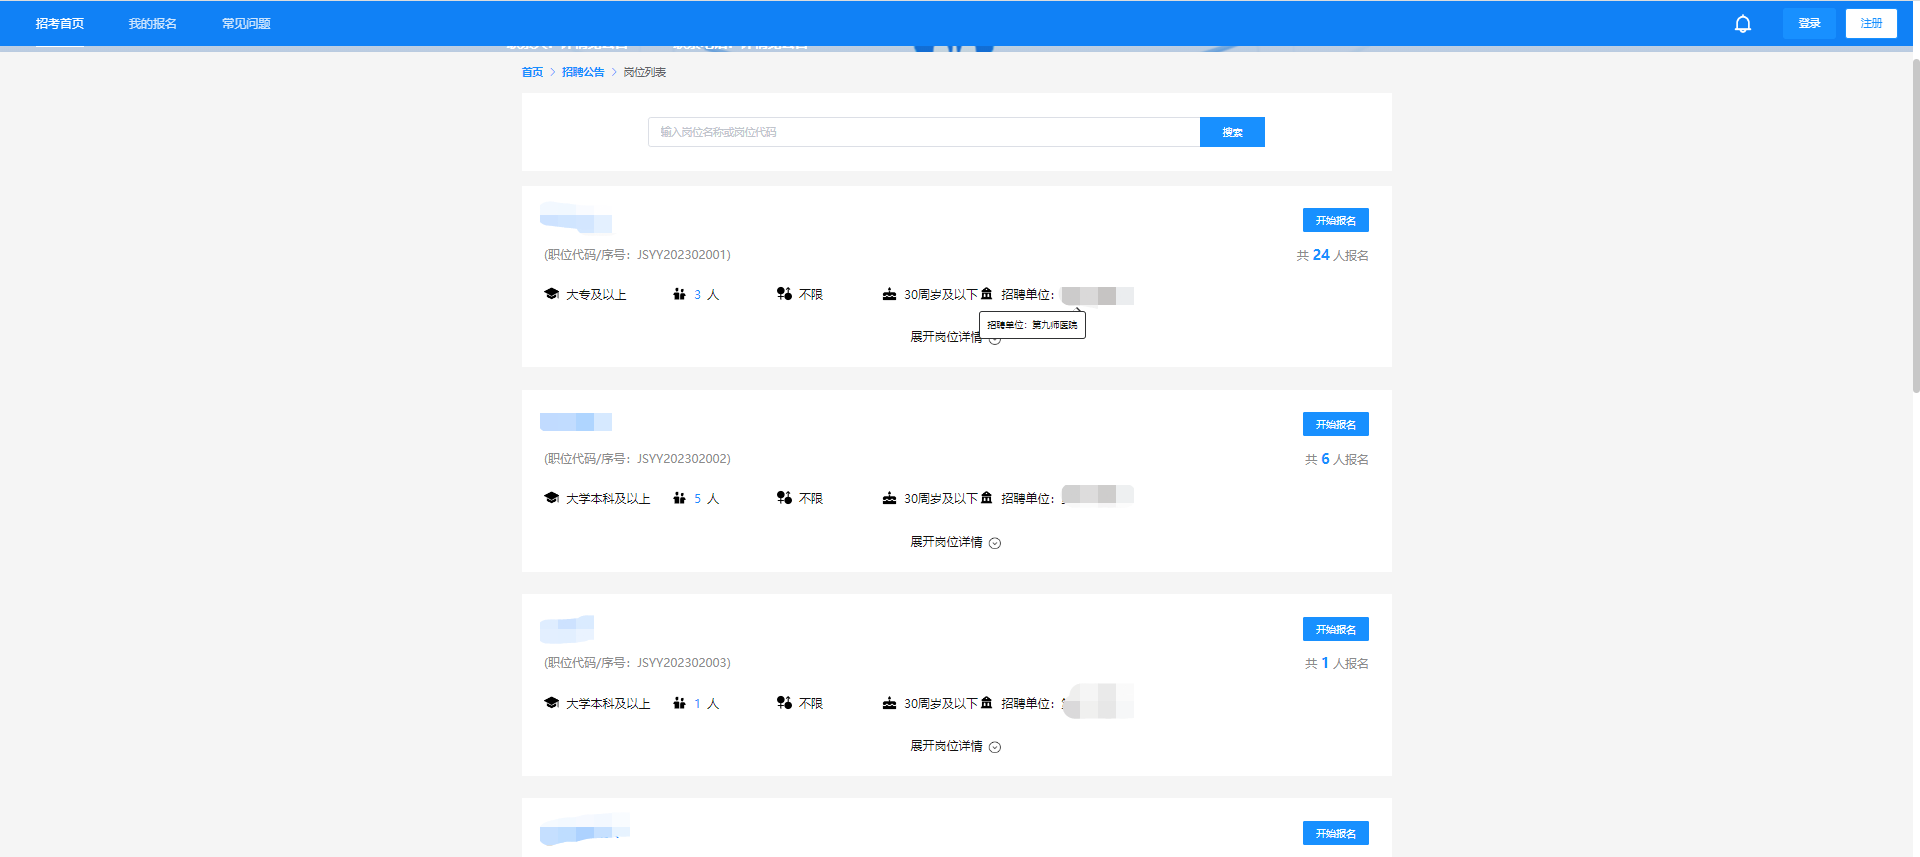 招考首页 我的报名 常见问题 登录 注册
首页 > 招聘公告 > 岗位列表
输入岗位名称或岗位代码 搜索
开始报名
(职位代码/序号：JSYY202302001) 共 24 人报名
大专及以上 3 人 不限 30周岁及以下 招聘单位：
招聘单位：第九师医院
展开岗位详情
开始报名
(职位代码/序号：JSYY202302002) 共 6 人报名
大学本科及以上 5 人 不限 30周岁及以下 招聘单位：
展开岗位详情
开始报名
(职位代码/序号：JSYY202302003) 共 1 人报名
大学本科及以上 1 人 不限 30周岁及以下 招聘单位：
展开岗位详情
开始报名